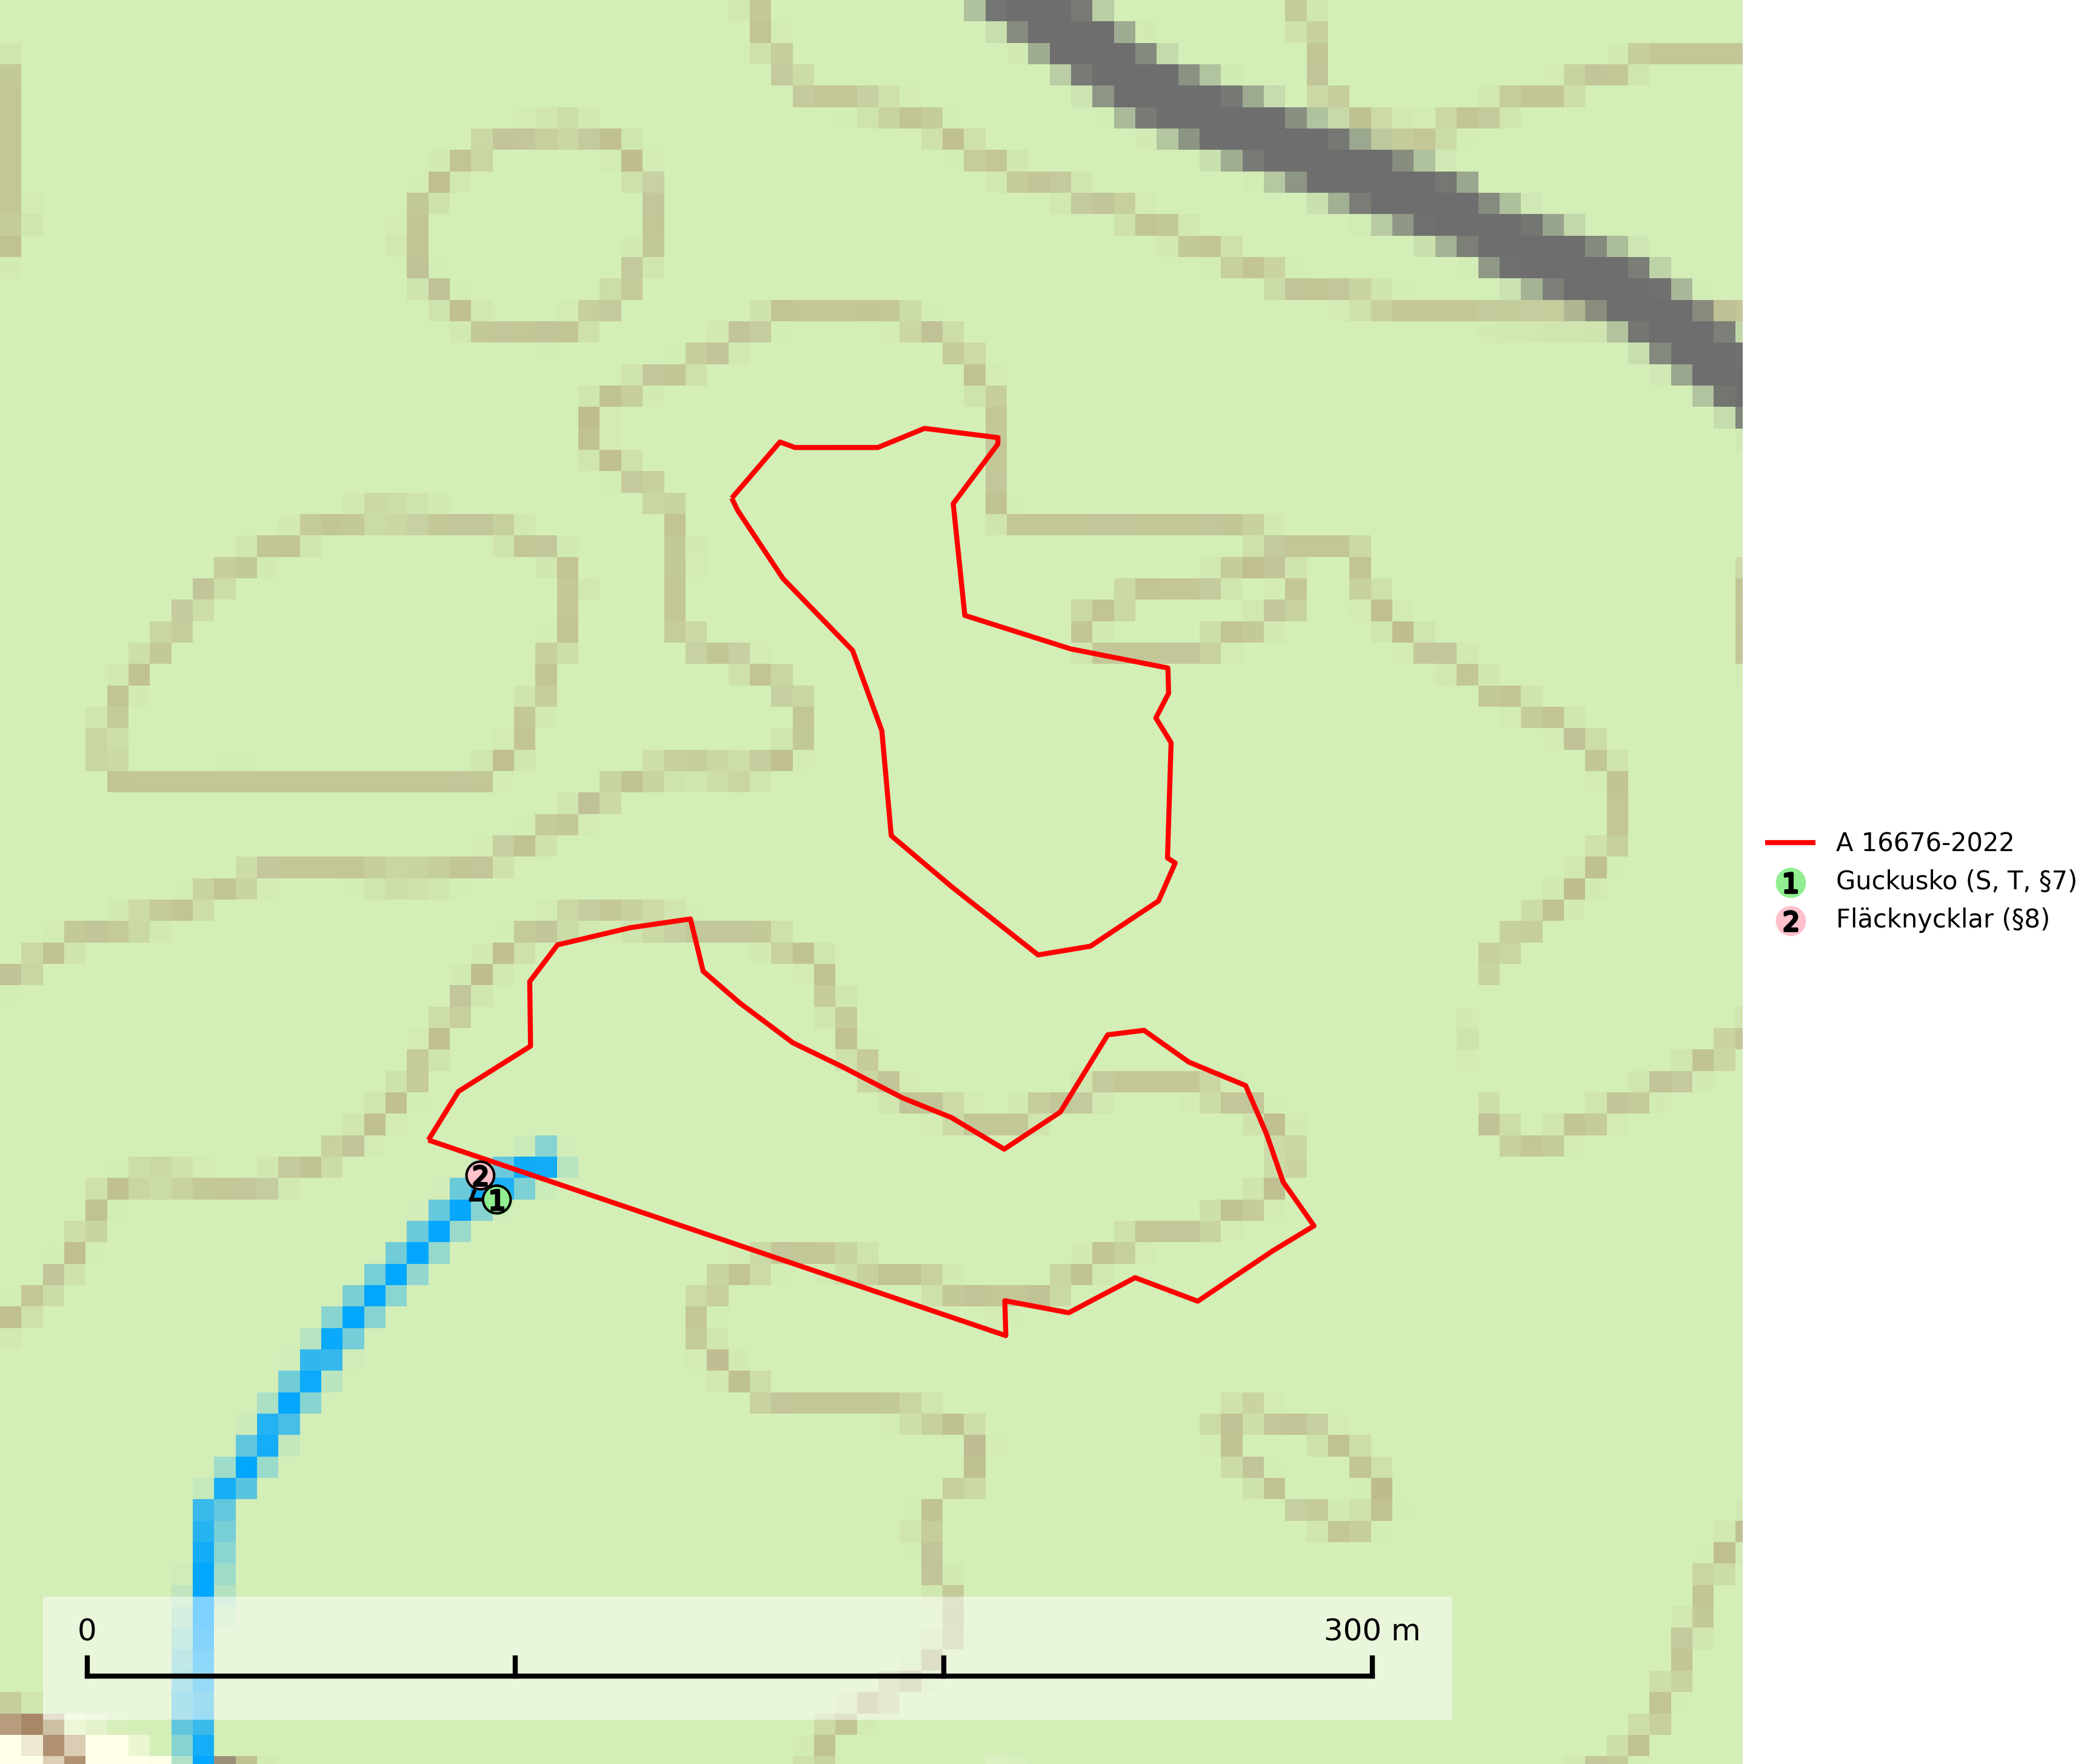 A 16676-2022
1 Guckusko (S, T, §7)
2 Fläcknycklar (§8)
2
1
0 300 m